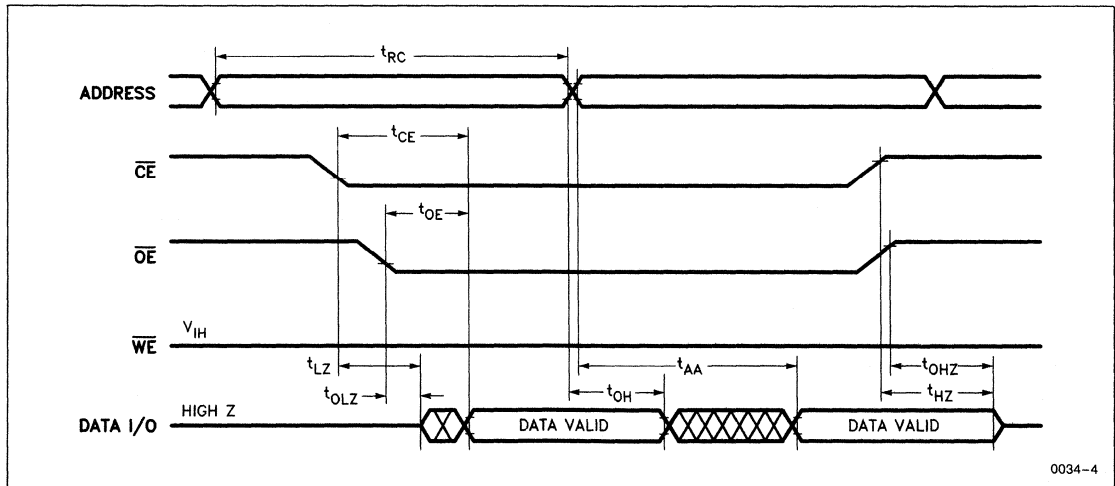 tRC
ADDRESS
tCE
CE
tOE
OE
VIH
WE
tLZ
tAA
tOHZ
tOLZ
tOH
tHZ
HIGH Z
DATA I/O
DATA VALID
DATA VALID
0034-4